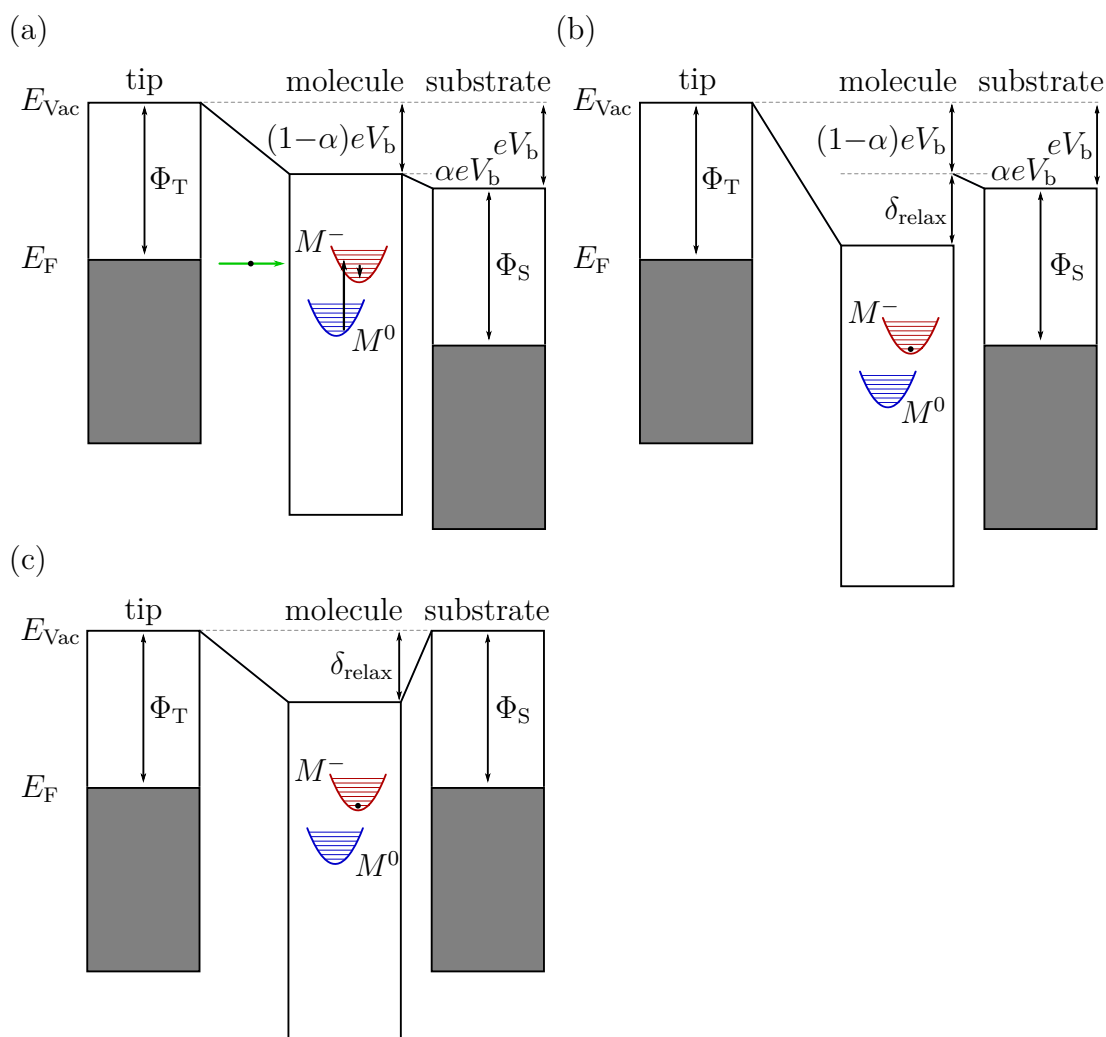 (a)
tip molecule substrate
E_Vac
(1−α)eV_b
eV_b
αeV_b
Φ_T
M^−
E_F
Φ_S
M^0
(b)
tip molecule substrate
E_Vac
(1−α)eV_b
eV_b
αeV_b
Φ_T
δ_relax
E_F
Φ_S
M^−
M^0
(c)
tip molecule substrate
E_Vac
δ_relax
Φ_T
Φ_S
M^−
E_F
M^0